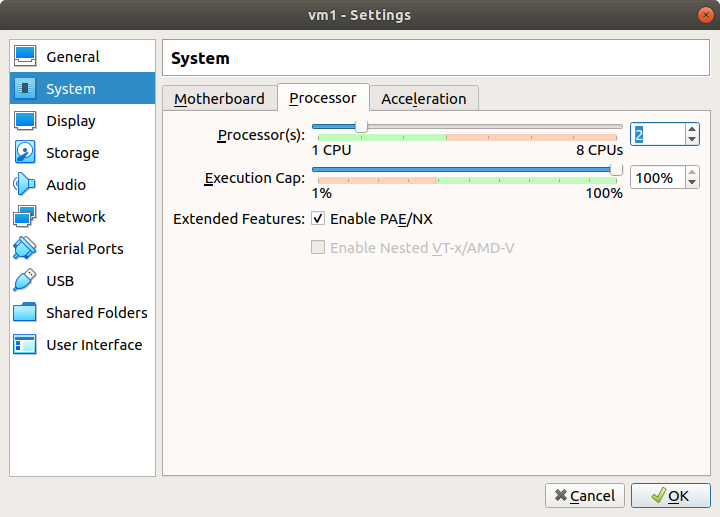 vm1 - Settings
General
System
Display
Storage
Audio
Network
Serial Ports
USB
Shared Folders
User Interface
System
Motherboard
Processor
Acceleration
Processor(s):
2
1 CPU
8 CPUs
Execution Cap:
100%
1%
100%
Extended Features:
Enable PAE/NX
Enable Nested VT-x/AMD-V
Cancel
OK